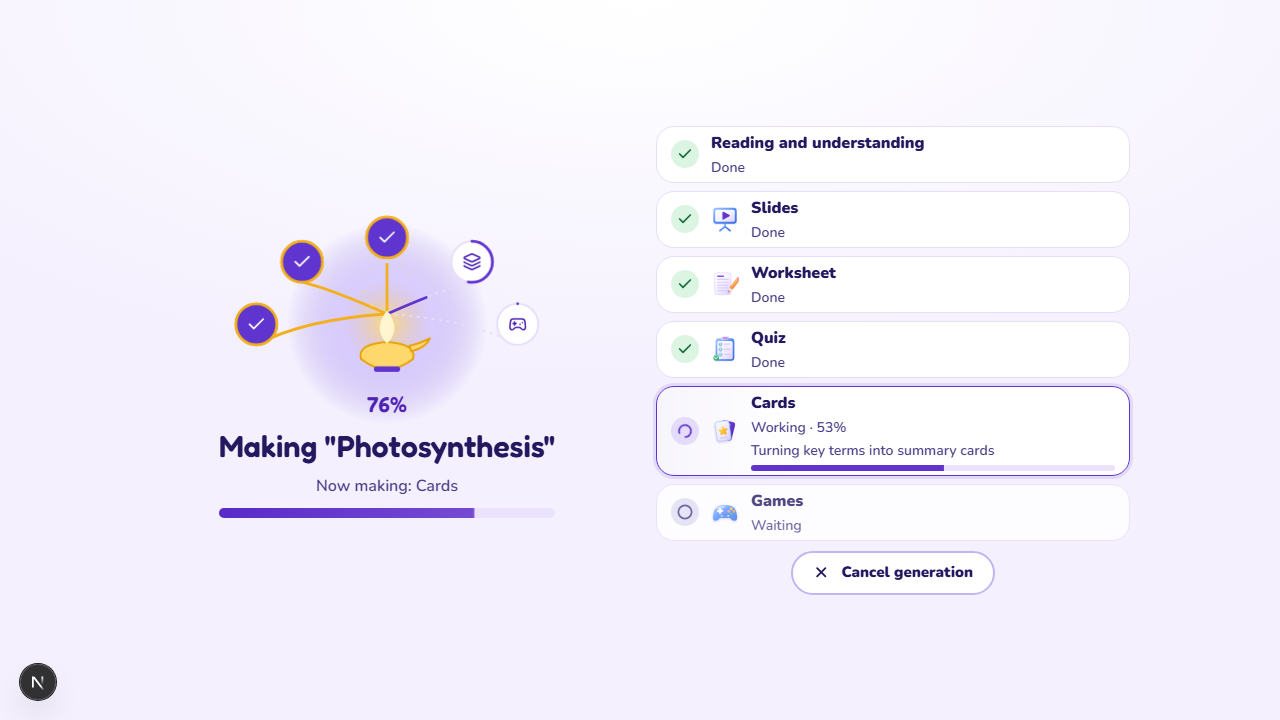 76%
Making "Photosynthesis"
Now making: Cards
Reading and understanding
Done
Slides
Done
Worksheet
Done
Quiz
Done
Cards
Working · 53%
Turning key terms into summary cards
Games
Waiting
Cancel generation
N